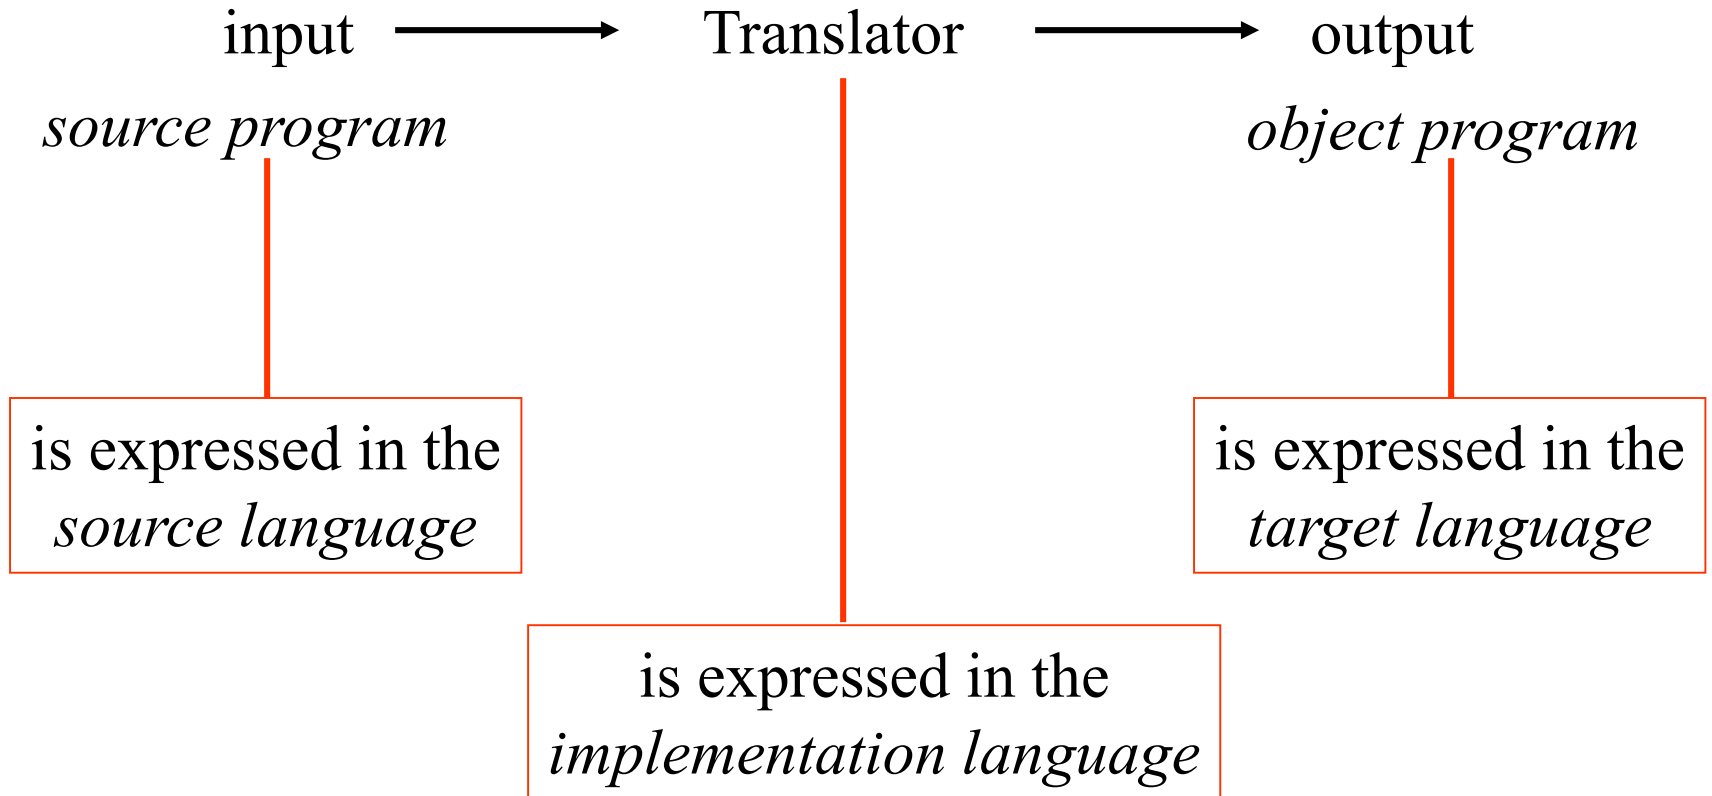 input Translator output
source program object program
is expressed in the
source language
is expressed in the
target language
is expressed in the
implementation language